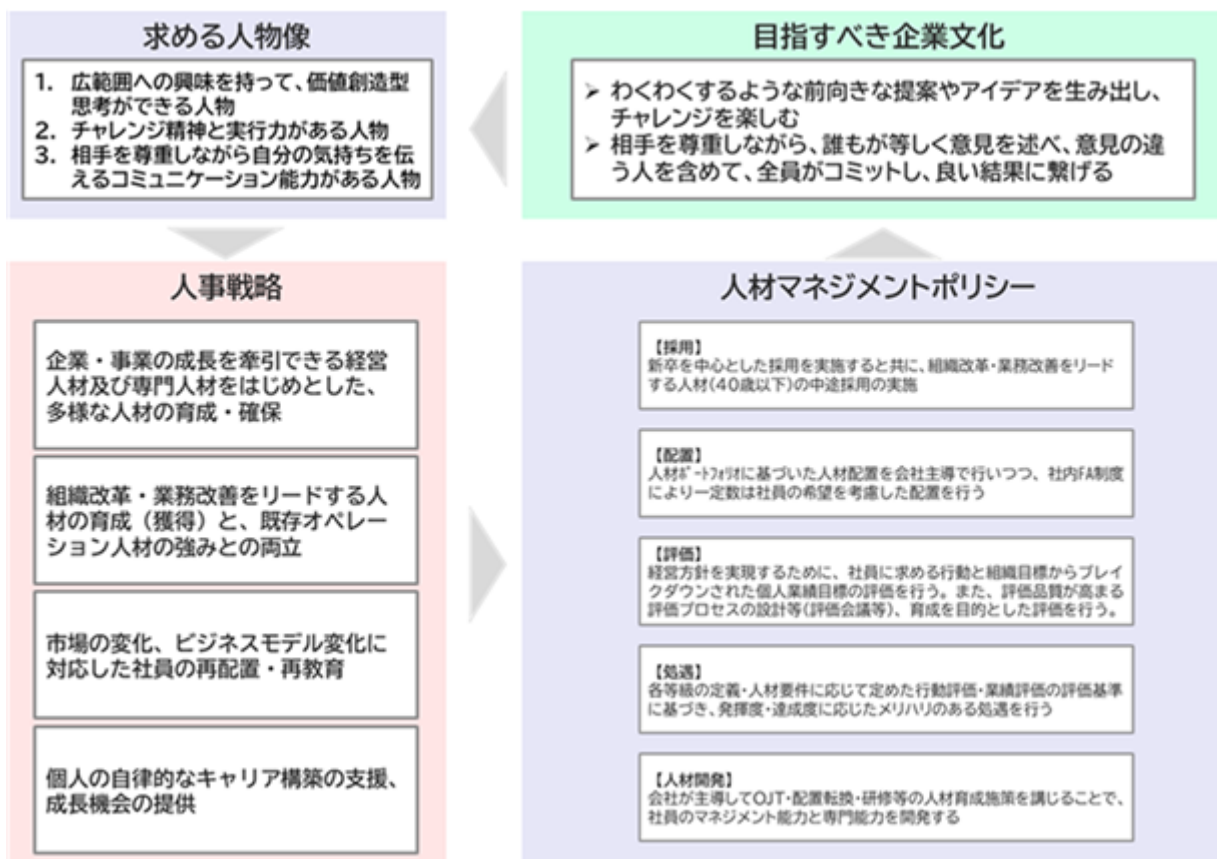 求める人物像
1. 広範囲への興味を持って、価値創造型
思考ができる人物
2. チャレンジ精神と実行力がある人物
3. 相手を尊重しながら自分の気持ちを伝
えるコミュニケーション能力がある人物
目指すべき企業文化
➢ わくわくするような前向きな提案やアイデアを生み出し、
チャレンジを楽しむ
➢ 相手を尊重しながら、誰もが等しく意見を述べ、意見の違
う人を含めて、全員がコミットし、良い結果に繋げる
人事戦略
企業・事業の成長を牽引できる経営
人材及び専門人材をはじめとした、
多様な人材の育成・確保
組織改革・業務改善をリードする人
材の育成（獲得）と、既存オペレー
ション人材の強みとの両立
市場の変化、ビジネスモデル変化に
対応した社員の再配置・再教育
個人の自律的なキャリア構築の支援、
成長機会の提供
人材マネジメントポリシー
【採用】
新卒を中心とした採用を実施すると共に、組織改革・業務改善をリード
する人材(40歳以下)の中途採用の実施
【配置】
人材ﾎﾟｰﾄﾌｫﾘｵに基づいた人材配置を会社主導で行いつつ、社内FA制度
により一定数は社員の希望を考慮した配置を行う
【評価】
経営方針を実現するために、社員に求める行動と組織目標からブレイ
クダウンされた個人業績目標の評価を行う。また、評価品質が高まる
評価プロセスの設計等(評価会議等)、育成を目的とした評価を行う。
【処遇】
各等級の定義・人材要件に応じて定めた行動評価・業績評価の評価基準
に基づき、発揮度・達成度に応じたメリハリのある処遇を行う
【人材開発】
会社が主導してOJT・配置転換・研修等の人材育成施策を講じることで、
社員のマネジメント能力と専門能力を開発する